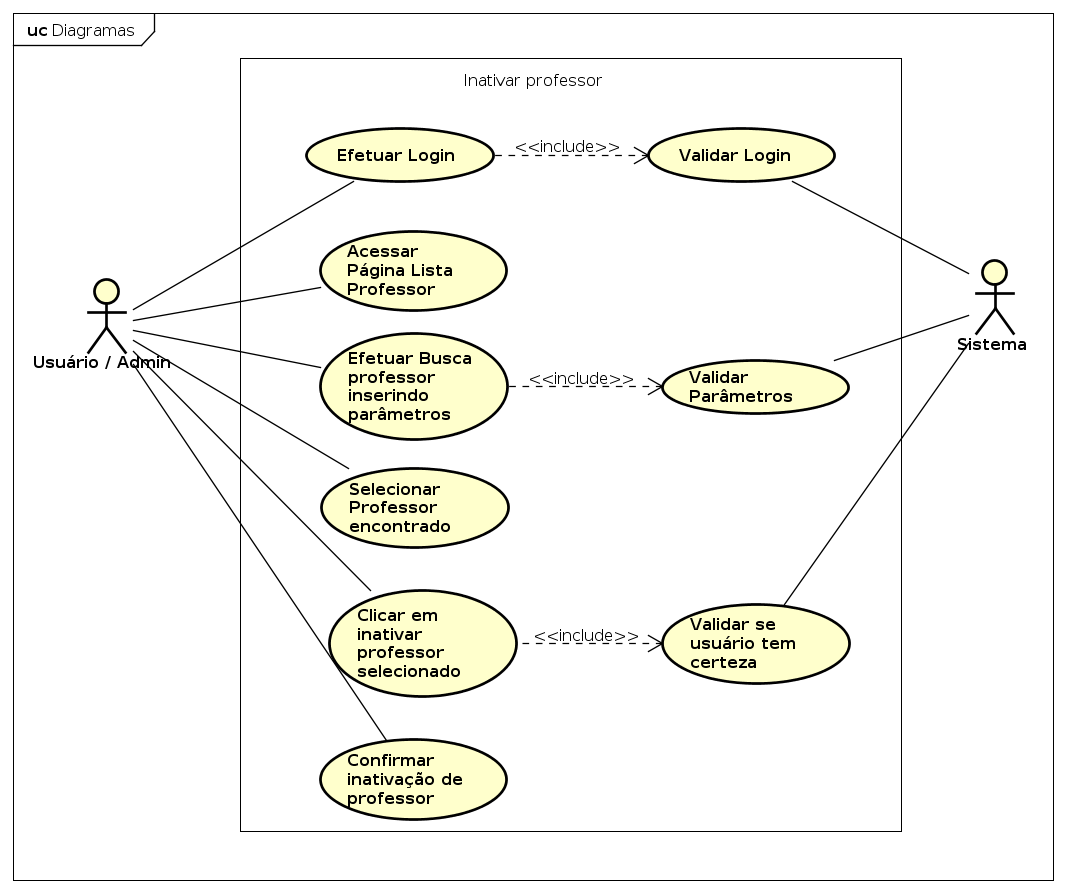 uc Diagramas
Inativar professor
Efetuar Login
<<include>>
Validar Login
Acessar
Página Lista
Professor
Usuário / Admin
Sistema
Efetuar Busca
professor
inserindo
parâmetros
<<include>>
Validar
Parâmetros
Selecionar
Professor
encontrado
Clicar em
inativar
professor
selecionado
<<include>>
Validar se
usuário tem
certeza
Confirmar
inativação de
professor